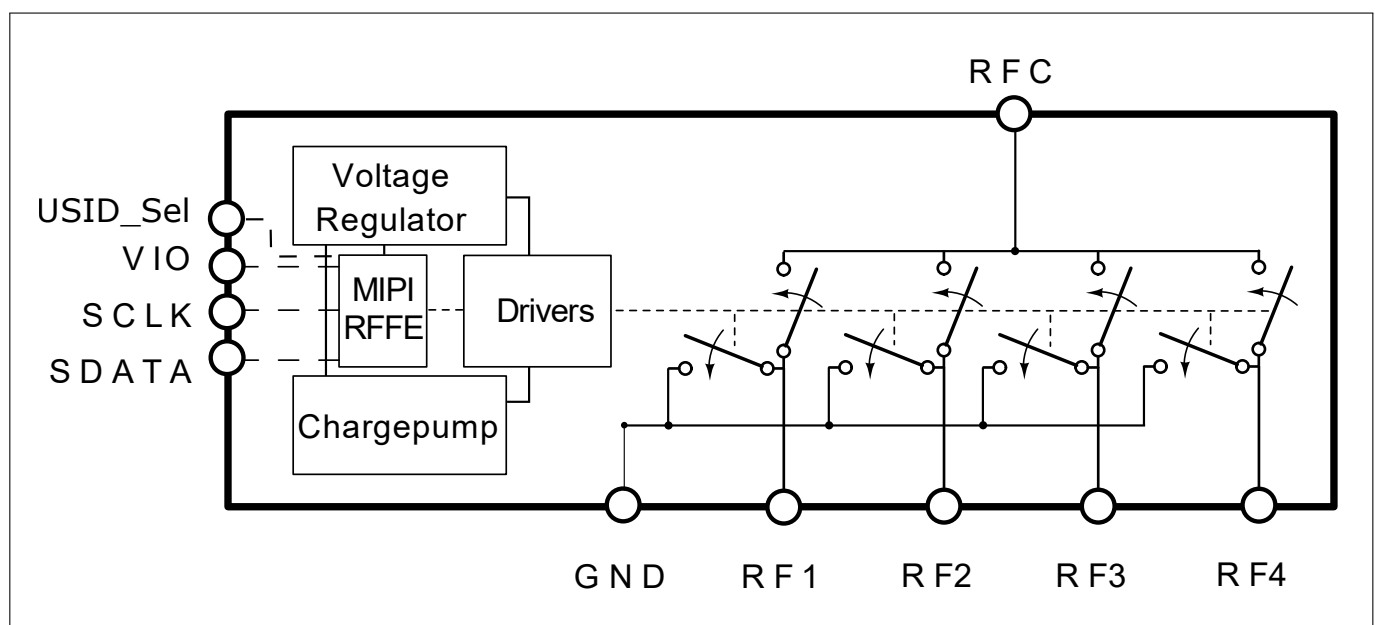 RFC
Voltage
Regulator
USID_Sel
VIO
SCLK
SDATA
MIPI
RFFE
Drivers
Chargepump
GND
RF1
RF2
RF3
RF4